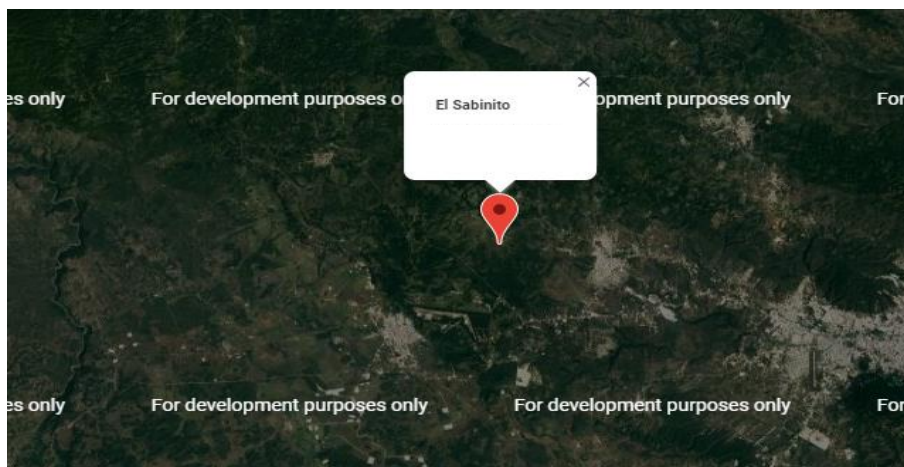 es only
For development purposes o
El Sabinito
opment purposes only
For
es only
For development purposes only
For development purposes only
For